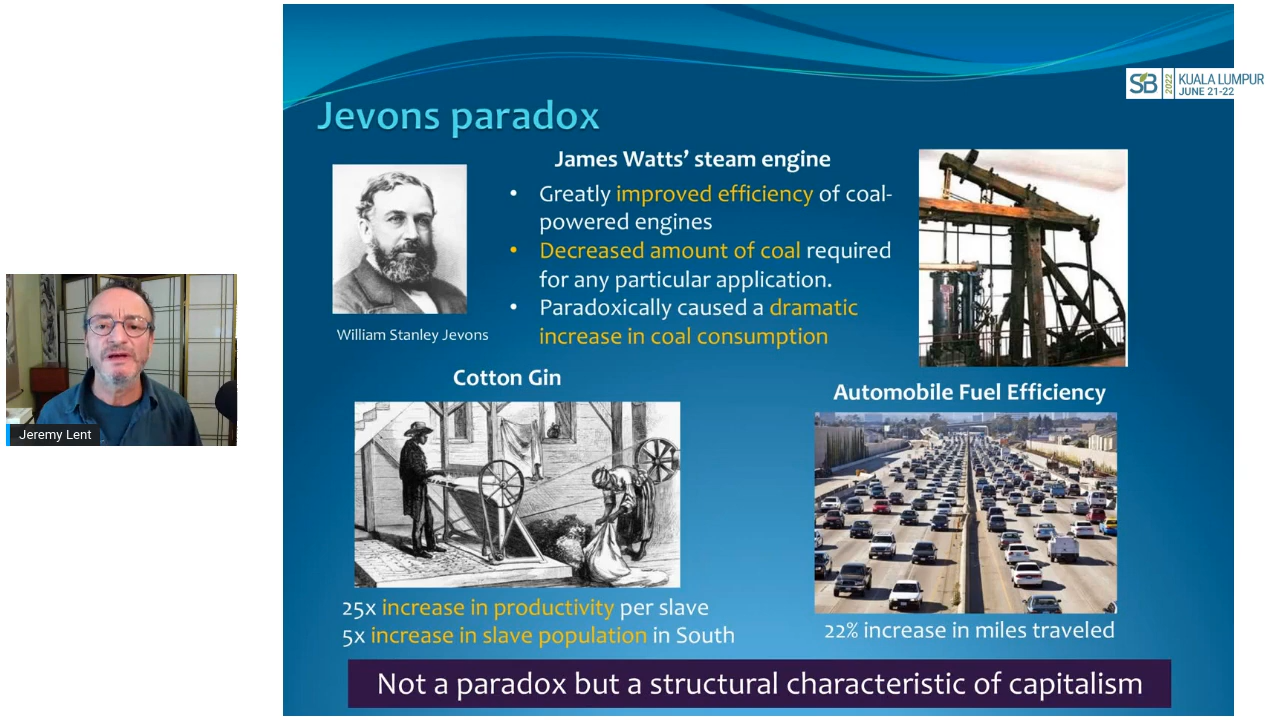 SB 2022 KUALA LUMPUR
JUNE 21-22
Jevons paradox
James Watts’ steam engine
• Greatly improved efficiency of coal-
powered engines
• Decreased amount of coal required
for any particular application.
• Paradoxically caused a dramatic
increase in coal consumption
William Stanley Jevons
Cotton Gin
25x increase in productivity per slave
5x increase in slave population in South
Automobile Fuel Efficiency
22% increase in miles traveled
Not a paradox but a structural characteristic of capitalism
Jeremy Lent